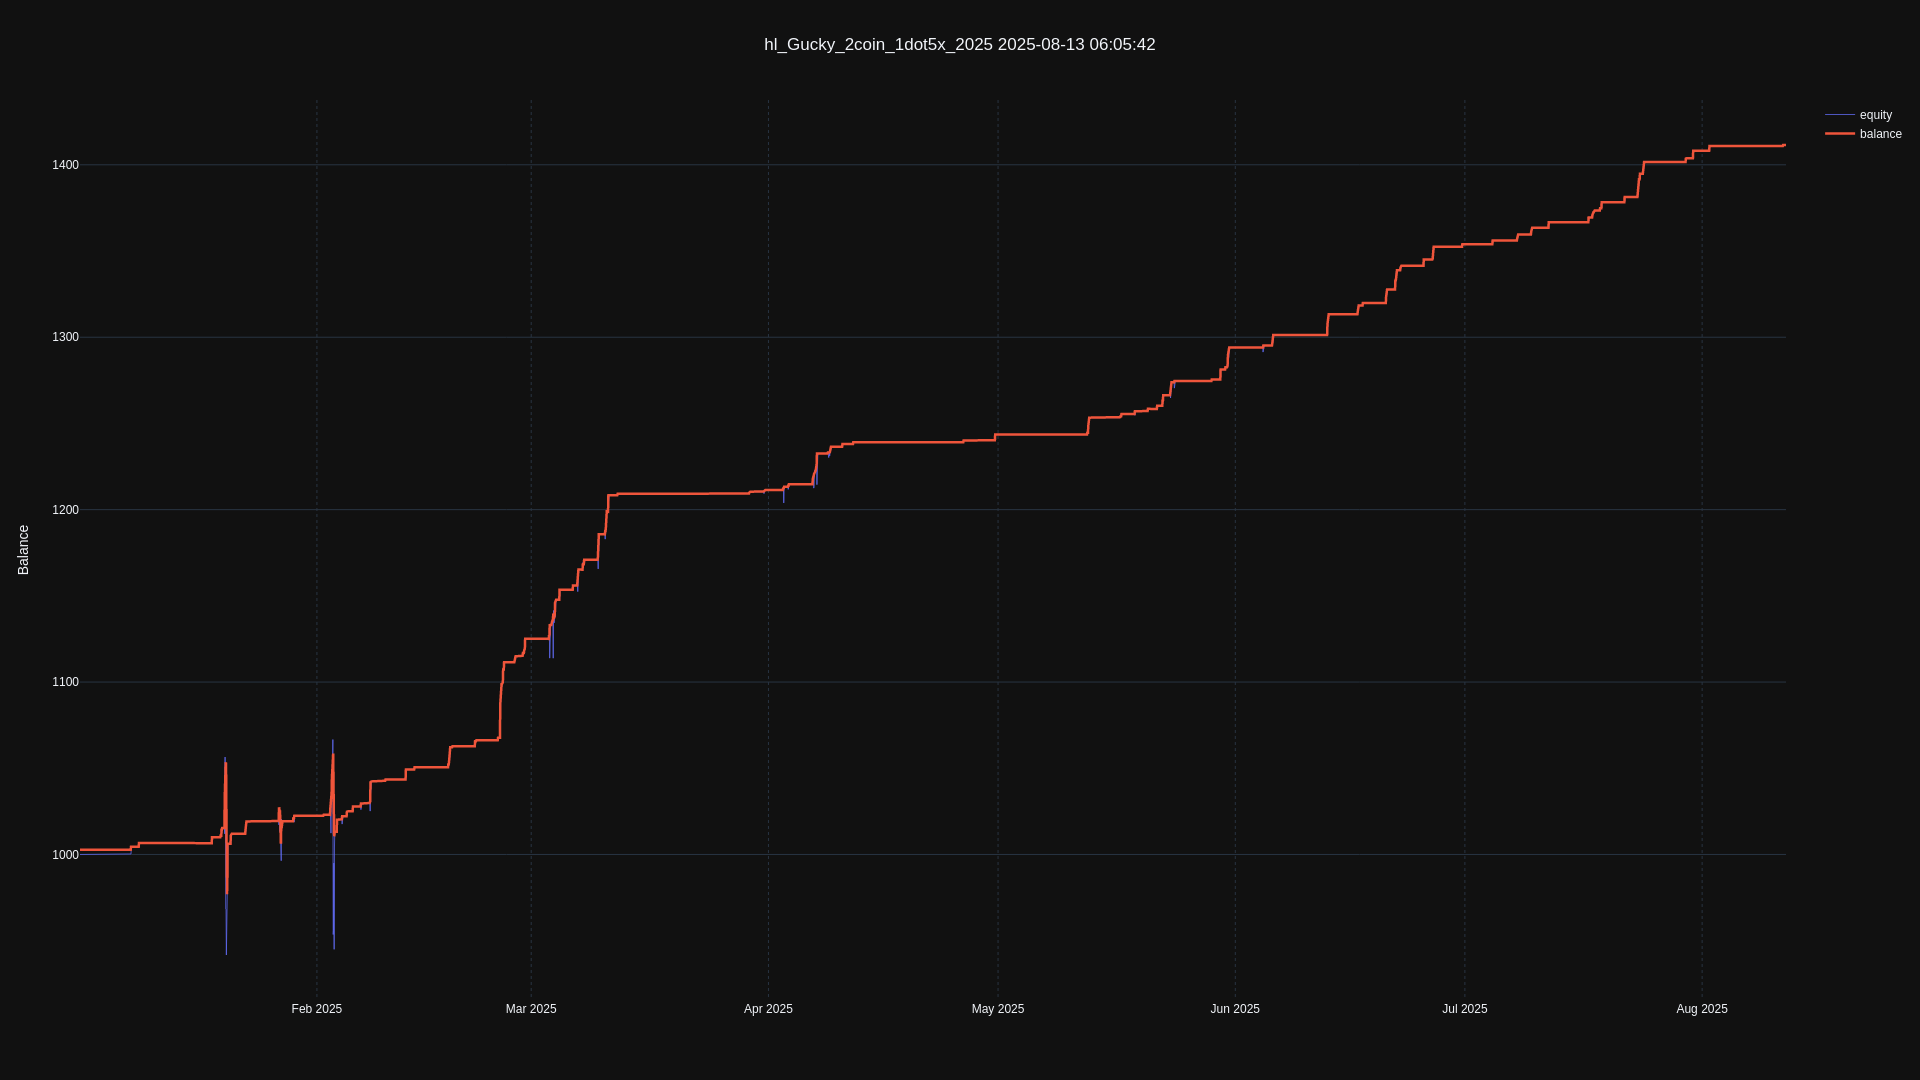 hl_Gucky_2coin_1dot5x_2025 2025-08-13 06:05:42
equity
balance
Balance
1400
1300
1200
1100
1000
Feb 2025
Mar 2025
Apr 2025
May 2025
Jun 2025
Jul 2025
Aug 2025